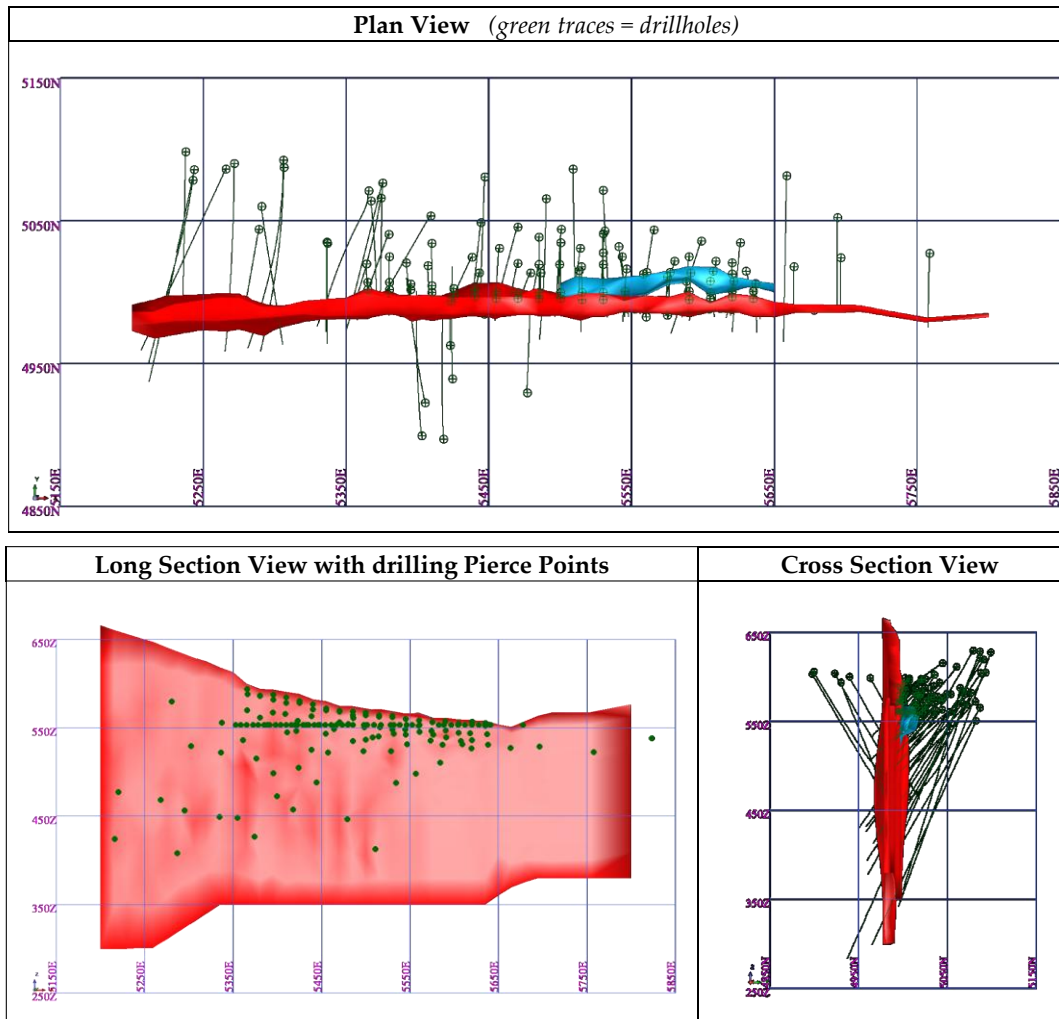 Plan View (green traces = drillholes)
5150N
5050N
4950N
4850N
5150E
5250E
5350E
5450E
5550E
5650E
5750E
5850E
Long Section View with drilling Pierce Points
Cross Section View
650Z
550Z
450Z
350Z
250Z
5150E
5250E
5350E
5450E
5550E
5650E
5750E
5850E
650Z
550Z
450Z
350Z
250Z
4850N
4950N
5050N
5150N